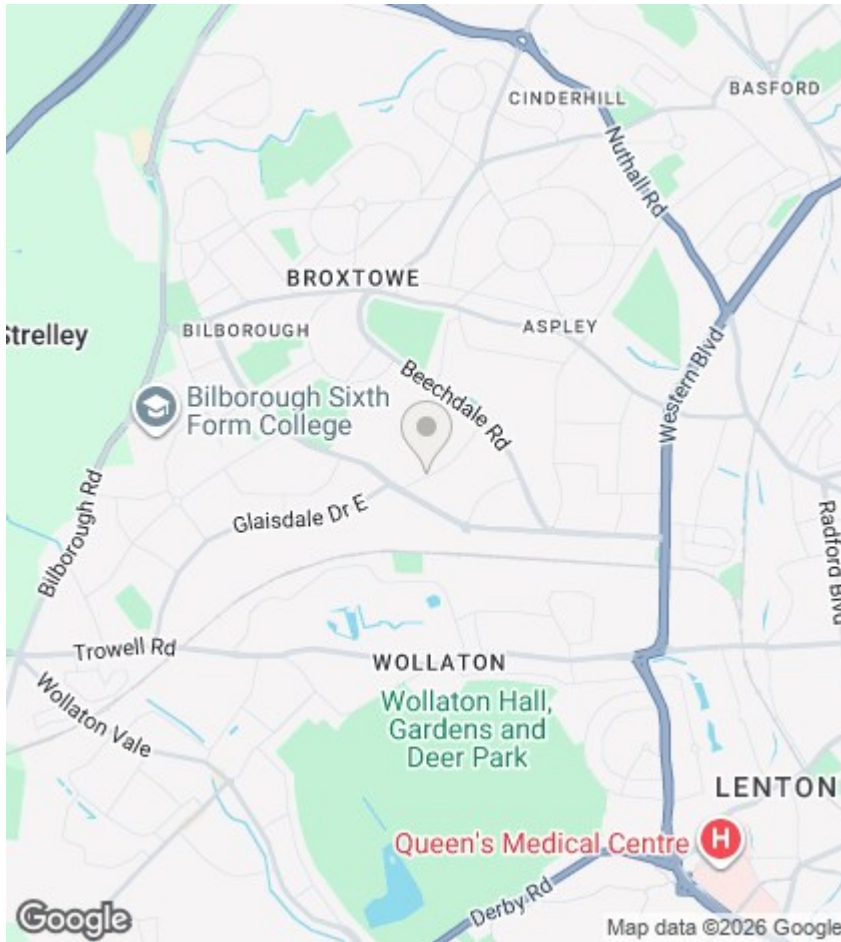 CINDERHILL
BASFORD
Nuthall Rd
BROXTOWE
Strelley
BILBOROUGH
ASPLEY
Western Blvd
Beechdale Rd
Bilborough Sixth
Form College
Glaisdale Dr E
Radford Blvd
Bilborough Rd
Trowell Rd
WOLLATON
Wollaton Vale
Wollaton Hall,
Gardens and
Deer Park
LENTON
Queen's Medical Centre
H
Derby Rd
Google
Map data ©2026 Google